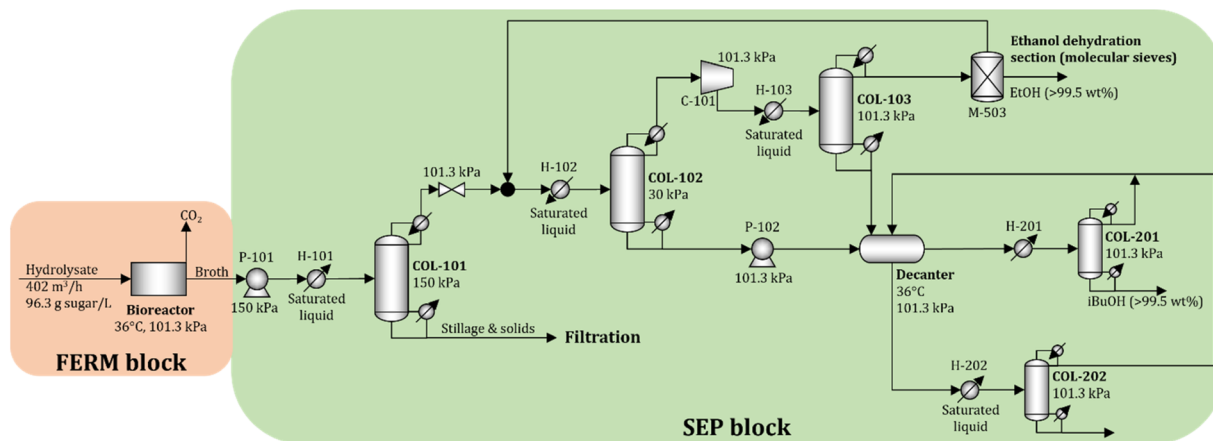 101.3 kPa
C-101
H-103
Saturated
liquid
COL-103
101.3 kPa
Ethanol dehydration
section (molecular sieves)
EtOH (>99.5 wt%)
M-503
101.3 kPa
H-102
Saturated
liquid
COL-102
30 kPa
CO₂
Hydrolysate
402 m³/h
96.3 g sugar/L
Bioreactor
36°C, 101.3 kPa
Broth
P-101
150 kPa
H-101
Saturated
liquid
COL-101
150 kPa
Stillage & solids
Filtration
P-102
101.3 kPa
Decanter
36°C
101.3 kPa
H-201
COL-201
101.3 kPa
Saturated
liquid
iBuOH (>99.5 wt%)
H-202
Saturated
liquid
COL-202
101.3 kPa
FERM block
SEP block